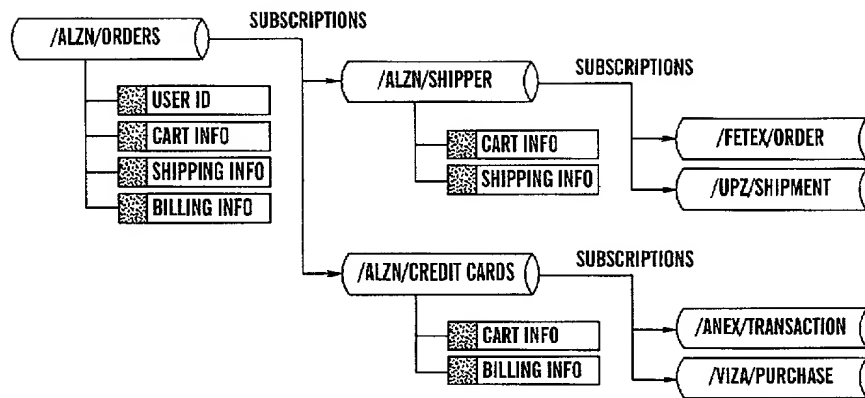 SUBSCRIPTIONS
/ALZN/ORDERS
USER ID
CART INFO
SHIPPING INFO
BILLING INFO
SUBSCRIPTIONS
/ALZN/SHIPPER
CART INFO
SHIPPING INFO
/FETEX/ORDER
/UPZ/SHIPMENT
/ALZN/CREDIT CARDS
SUBSCRIPTIONS
CART INFO
BILLING INFO
/ANEX/TRANSACTION
/VIZA/PURCHASE